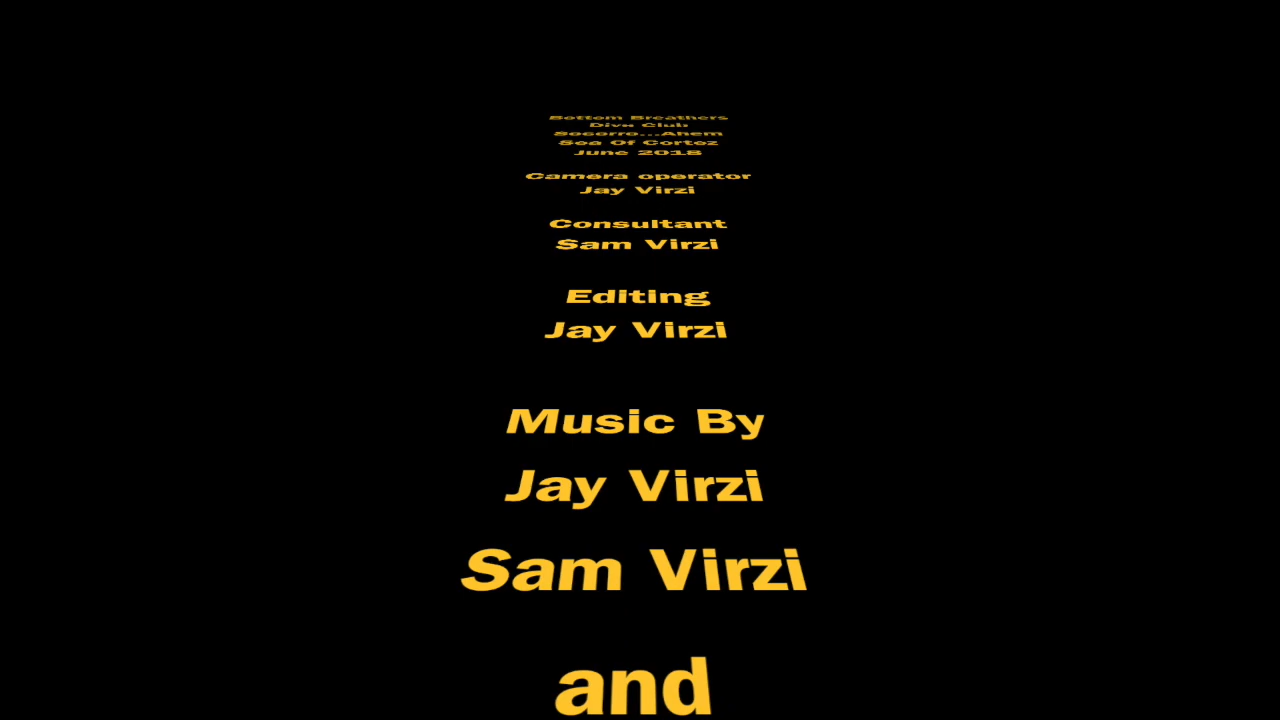 Bottom Breathers
Dive Club
Socorro...Ahem
Sea Of Cortez
June 2018
Camera operator
Jay Virzi
Consultant
Sam Virzi
Editing
Jay Virzi
Music By
Jay Virzi
Sam Virzi
and